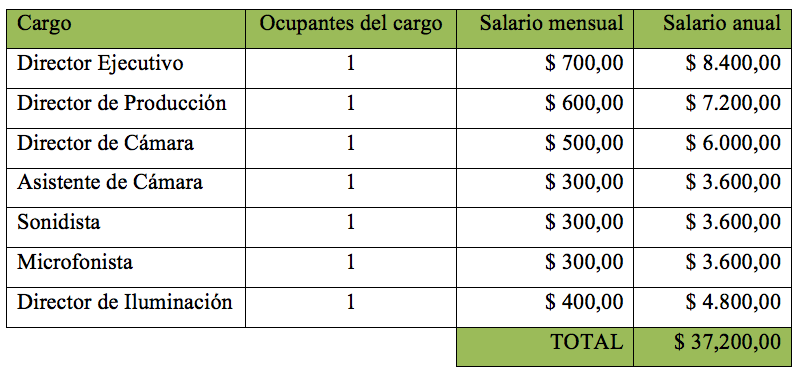 Cargo Ocupantes del cargo Salario mensual Salario anual
Director Ejecutivo 1 $ 700,00 $ 8.400,00
Director de Producción 1 $ 600,00 $ 7.200,00
Director de Cámara 1 $ 500,00 $ 6.000,00
Asistente de Cámara 1 $ 300,00 $ 3.600,00
Sonidista 1 $ 300,00 $ 3.600,00
Microfonista 1 $ 300,00 $ 3.600,00
Director de Iluminación 1 $ 400,00 $ 4.800,00
TOTAL $ 37,200,00